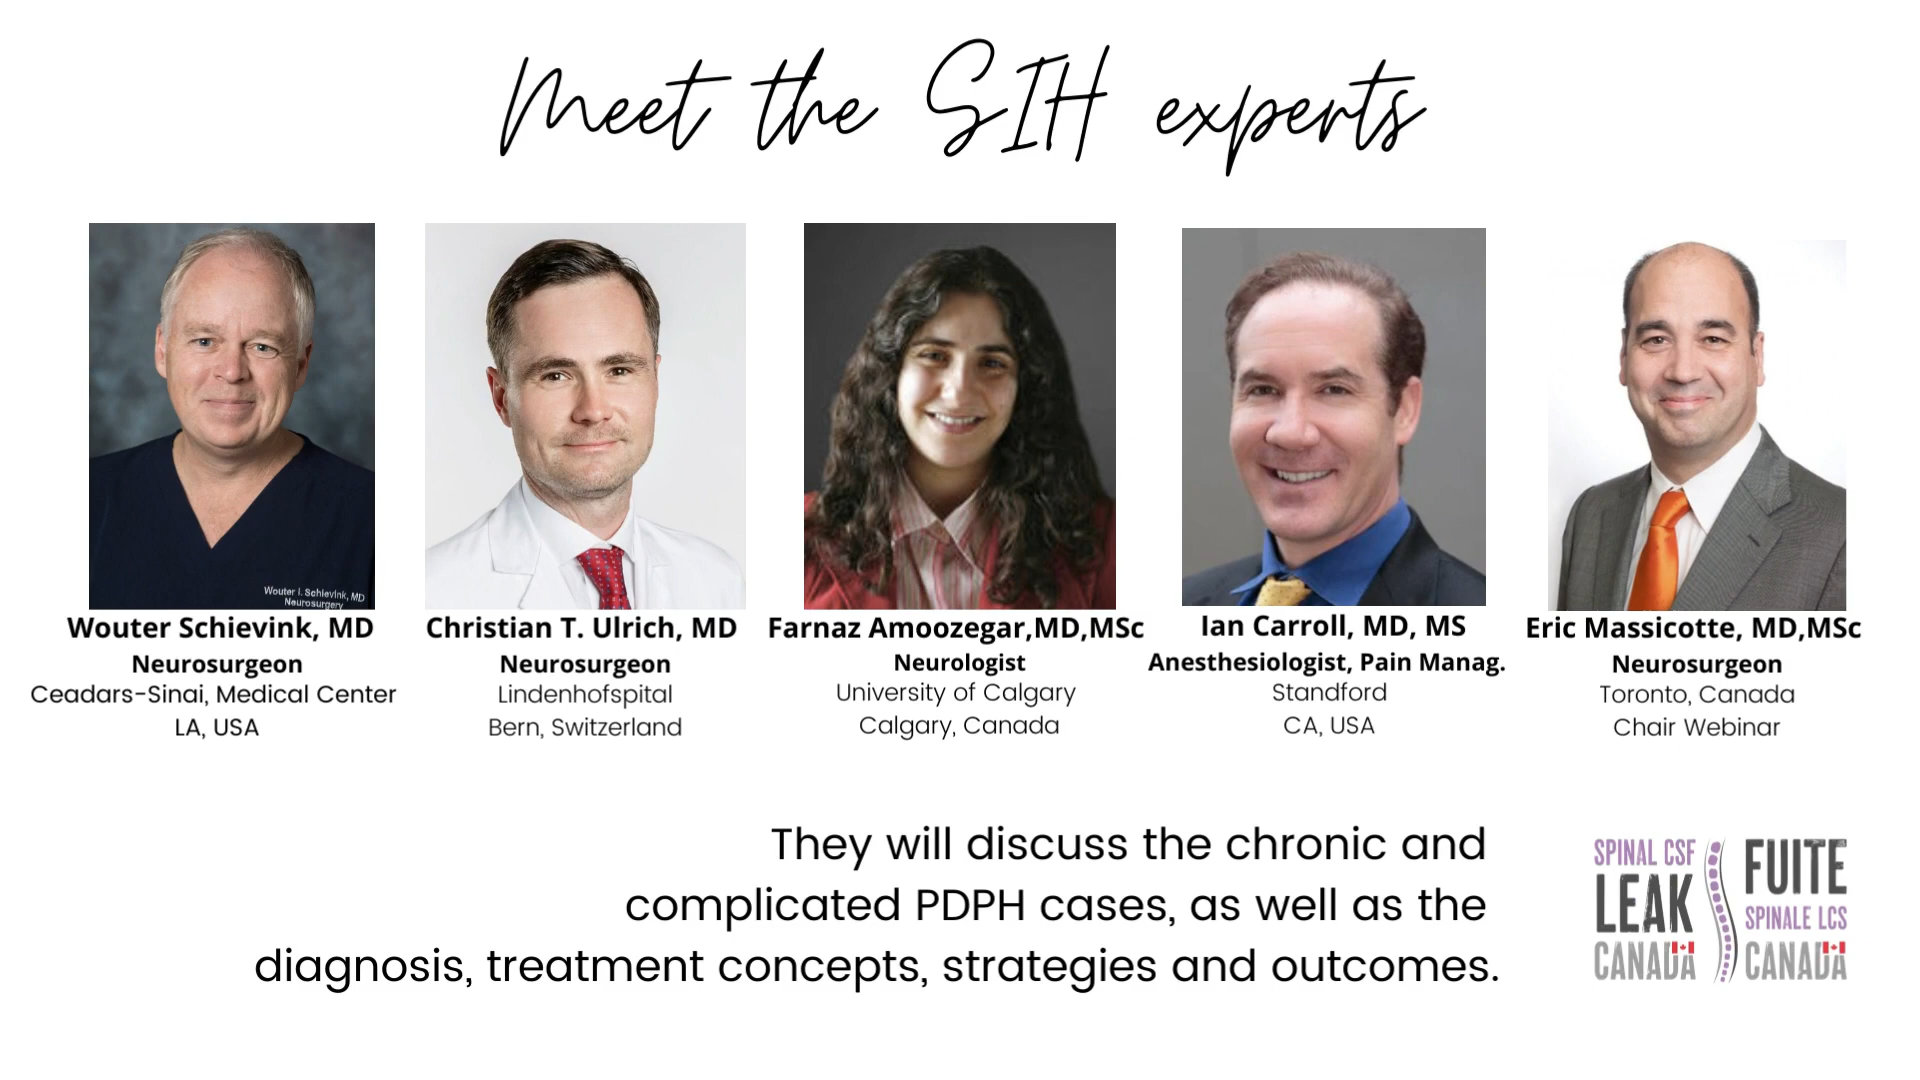 Meet the SIH experts
Wouter I. Schievink, MD
Neurosurgery
Wouter Schievink, MD
Neurosurgeon
Ceadars-Sinai, Medical Center
LA, USA
Christian T. Ulrich, MD
Neurosurgeon
Lindenhofspital
Bern, Switzerland
Farnaz Amoozegar,MD,MSc
Neurologist
University of Calgary
Calgary, Canada
Ian Carroll, MD, MS
Anesthesiologist, Pain Manag.
Standford
CA, USA
Eric Massicotte, MD,MSc
Neurosurgeon
Toronto, Canada
Chair Webinar
They will discuss the chronic and
complicated PDPH cases, as well as the
diagnosis, treatment concepts, strategies and outcomes.
SPINAL CSF
LEAK
CANADA
FUITE
SPINALE LCS
CANADA